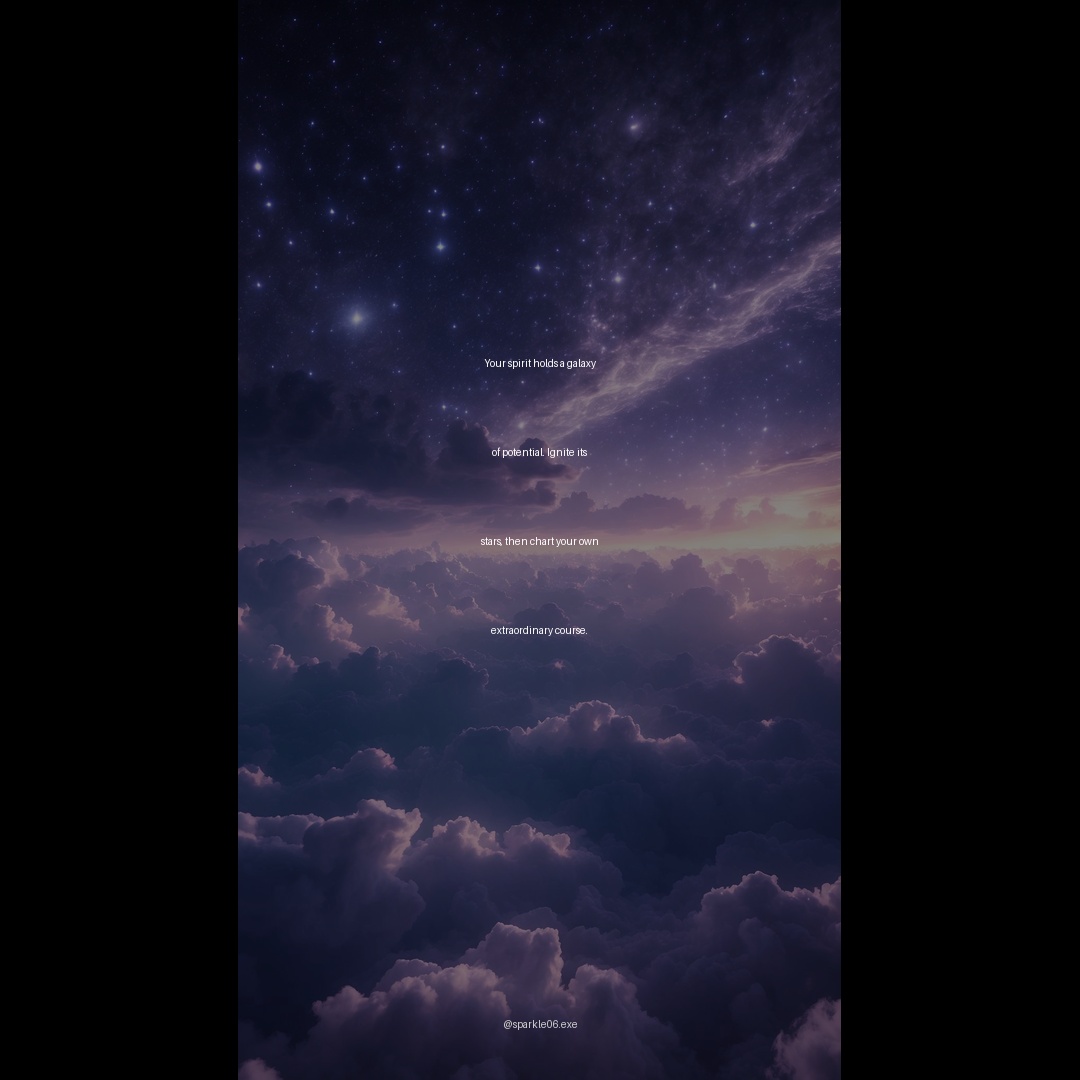 Your spirit holds a galaxy
of potential. Ignite its
stars, then chart your own
extraordinary course.
@sparkle06.exe